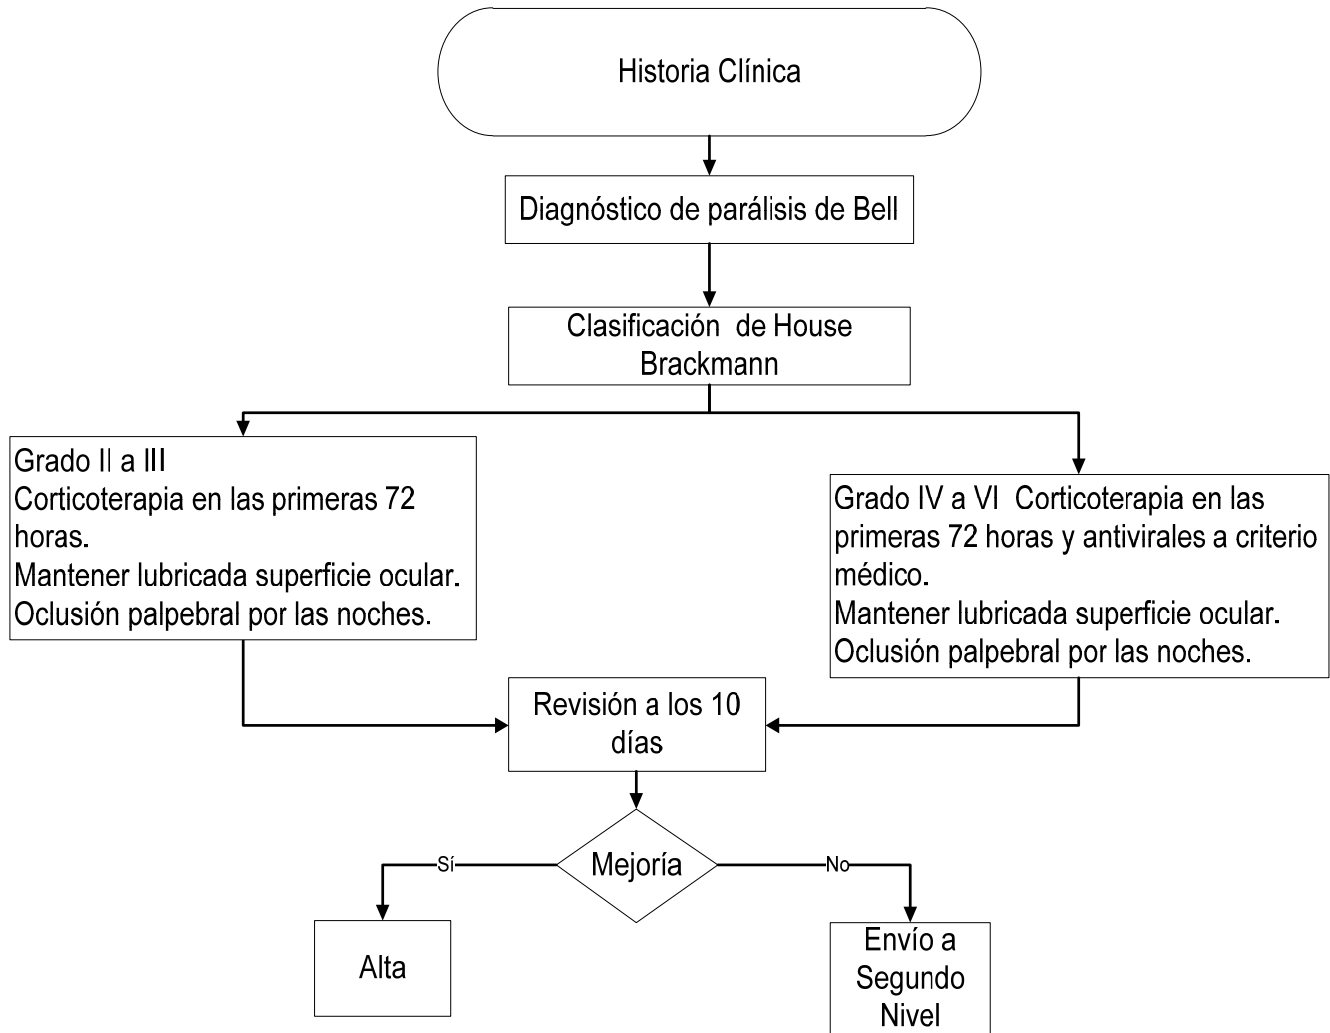 Historia Clínica
Diagnóstico de parálisis de Bell
Clasificación de House
Brackmann
Grado II a III
Corticoterapia en las primeras 72
horas.
Mantener lubricada superficie ocular.
Oclusión palpebral por las noches.
Grado IV a VI Corticoterapia en las
primeras 72 horas y antivirales a criterio
médico.
Mantener lubricada superficie ocular.
Oclusión palpebral por las noches.
Revisión a los 10
días
Mejoría
Sí
No
Alta
Envío a
Segundo
Nivel